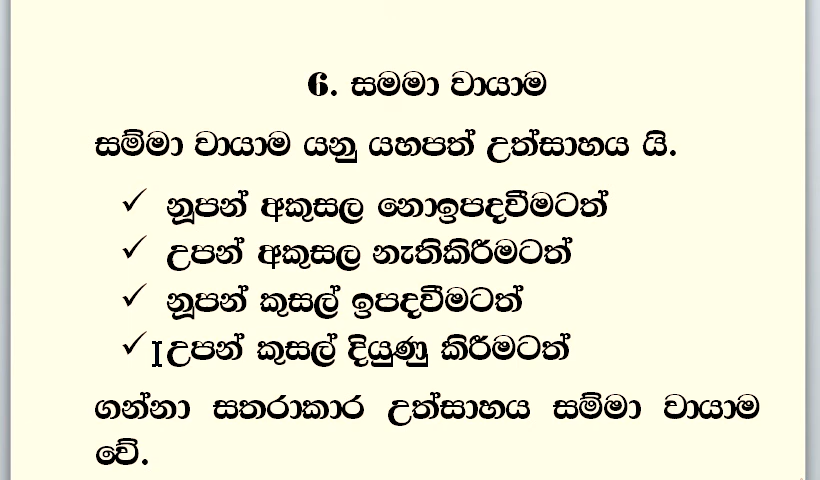 6. සමමා වායාම
සම්මා වායාම යනු යහපත් උත්සාහය යි.
✓ නූපන් අකුසල නොඉපදවීමටත්
✓ උපන් අකුසල නැතිකිරීමටත්
✓ නූපන් කුසල් ඉපදවීමටත්
✓ උපන් කුසල් දියුණු කිරීමටත්
ගන්නා සතරාකාර උත්සාහය සම්මා වායාම
වේ.